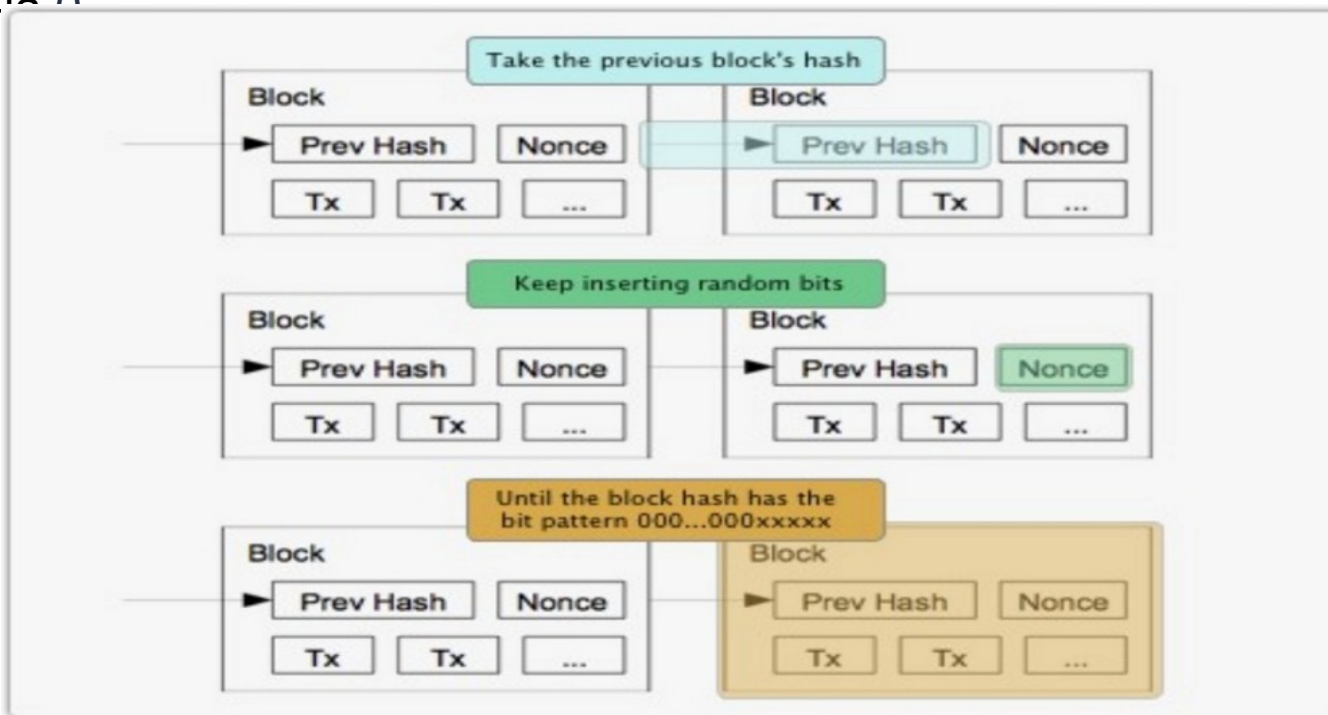 Take the previous block's hash
Block
Block
Prev Hash Nonce
Prev Hash Nonce
Tx Tx ...
Tx Tx ...
Keep inserting random bits
Block
Block
Prev Hash Nonce
Prev Hash Nonce
Tx Tx ...
Tx Tx ...
Until the block hash has the
bit pattern 000...000xxxxx
Block
Block
Prev Hash Nonce
Prev Hash Nonce
Tx Tx ...
Tx Tx ...